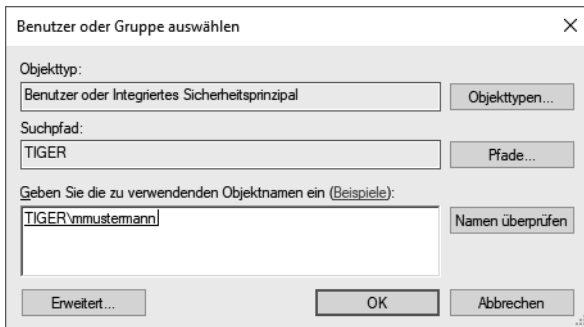 Benutzer oder Gruppe auswählen
Objekttyp:
Benutzer oder Integriertes Sicherheitsprinzipal
Objekttypen...
Suchpfad:
TIGER
Pfade...
Geben Sie die zu verwendenden Objektnamen ein (Beispiele):
TIGER\mmustermann
Namen überprüfen
Erweitert...
OK
Abbrechen